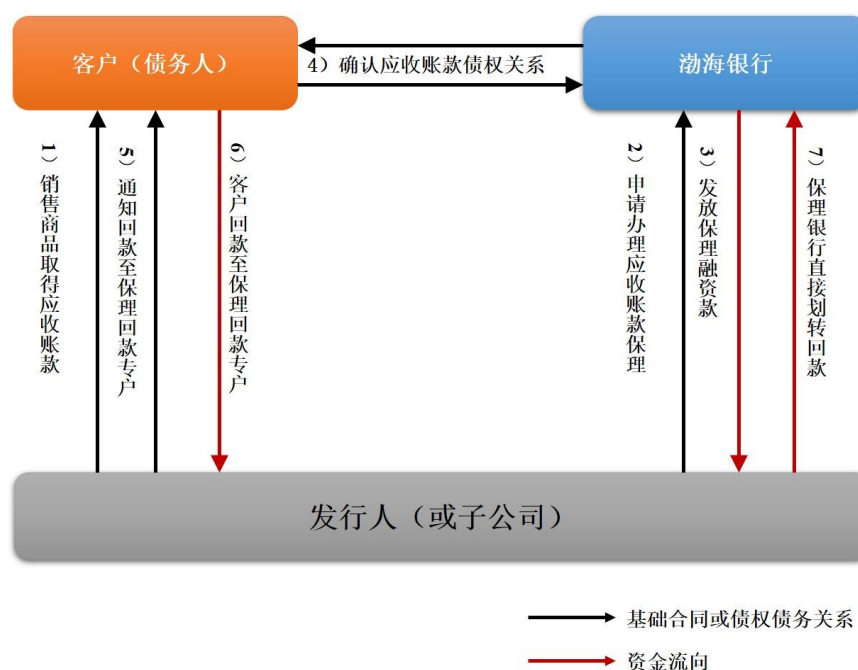 客户（债务人）
4）确认应收账款债权关系
渤海银行
1）销售商品取得应收账款
5）通知回款至保理回款专户
6）客户回款至保理回款专户
2）申请办理应收账款保理
3）发放保理融资款
7）保理银行直接划转回款
发行人（或子公司）
基础合同或债权债务关系
资金流向